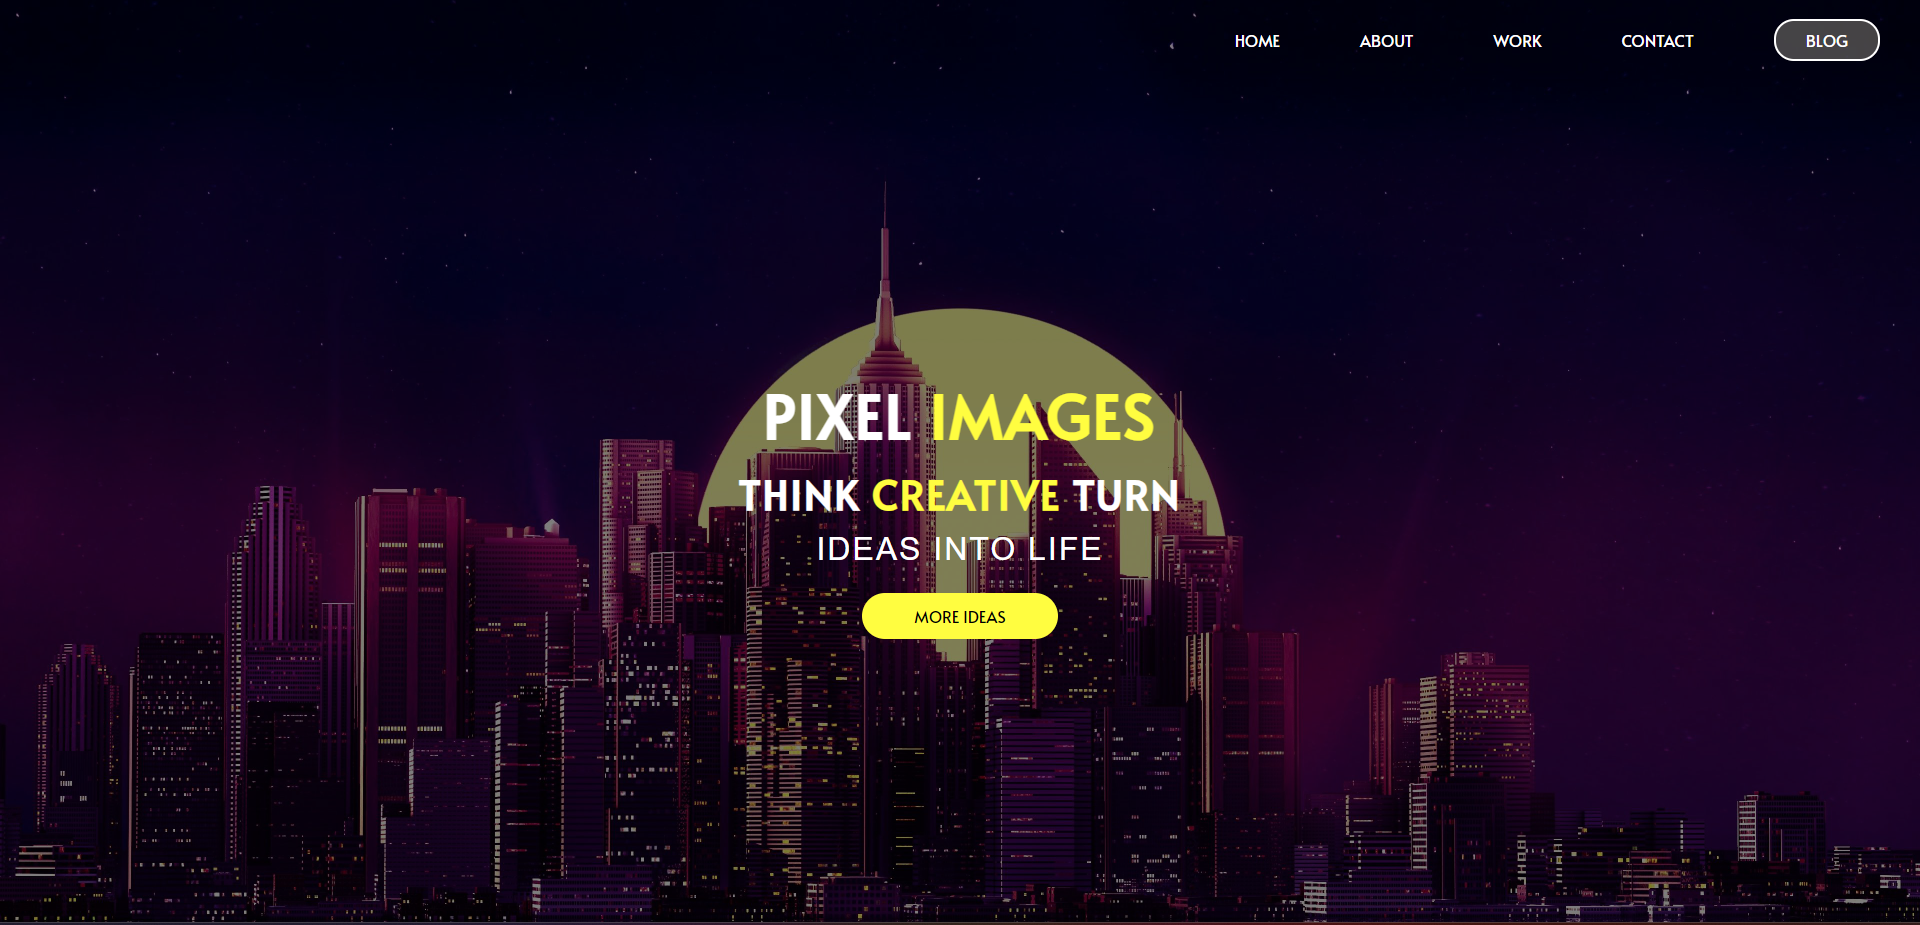 HOME ABOUT WORK CONTACT BLOG
PIXEL IMAGES
THINK CREATIVE TURN
IDEAS INTO LIFE
MORE IDEAS